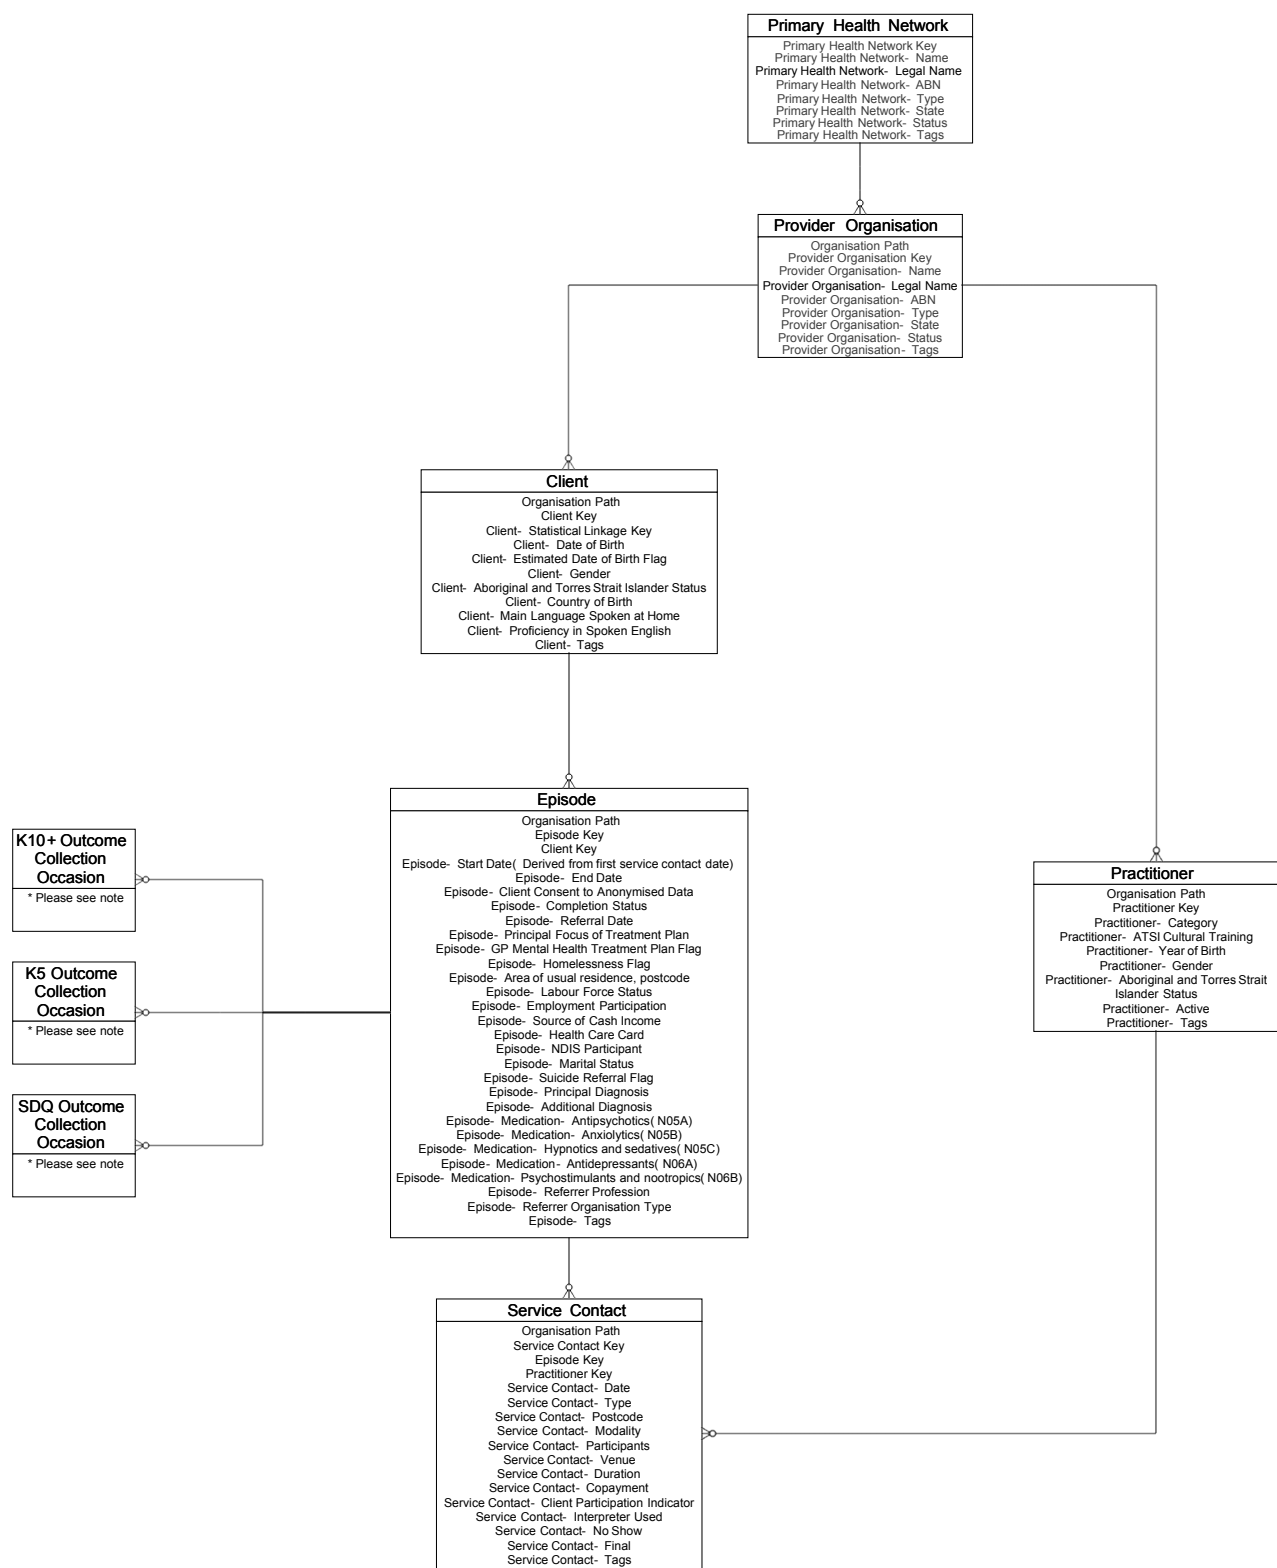 Primary Health Network
Primary Health Network Key
Primary Health Network- Name
Primary Health Network- Legal Name
Primary Health Network- ABN
Primary Health Network- Type
Primary Health Network- State
Primary Health Network- Status
Primary Health Network- Tags
Provider Organisation
Organisation Path
Provider Organisation Key
Provider Organisation- Name
Provider Organisation- Legal Name
Provider Organisation- ABN
Provider Organisation- Type
Provider Organisation- State
Provider Organisation- Status
Provider Organisation- Tags
Client
Organisation Path
Client Key
Client- Statistical Linkage Key
Client- Date of Birth
Client- Estimated Date of Birth Flag
Client- Gender
Client- Aboriginal and Torres Strait Islander Status
Client- Country of Birth
Client- Main Language Spoken at Home
Client- Proficiency in Spoken English
Client- Tags
Episode
Organisation Path
Episode Key
Client Key
Episode- Start Date( Derived from first service contact date)
Episode- End Date
Episode- Client Consent to Anonymised Data
Episode- Completion Status
Episode- Referral Date
Episode- Principal Focus of Treatment Plan
Episode- GP Mental Health Treatment Plan Flag
Episode- Homelessness Flag
Episode- Area of usual residence, postcode
Episode- Labour Force Status
Episode- Employment Participation
Episode- Source of Cash Income
Episode- Health Care Card
Episode- NDIS Participant
Episode- Marital Status
Episode- Suicide Referral Flag
Episode- Principal Diagnosis
Episode- Additional Diagnosis
Episode- Medication- Antipsychotics( N05A)
Episode- Medication- Anxiolytics( N05B)
Episode- Medication- Hypnotics and sedatives( N05C)
Episode- Medication- Antidepressants( N06A)
Episode- Medication- Psychostimulants and nootropics( N06B)
Episode- Referrer Profession
Episode- Referrer Organisation Type
Episode- Tags
K10+ Outcome
Collection
Occasion
* Please see note
K5 Outcome
Collection
Occasion
* Please see note
SDQ Outcome
Collection
Occasion
* Please see note
Practitioner
Organisation Path
Practitioner Key
Practitioner- Category
Practitioner- ATSI Cultural Training
Practitioner- Year of Birth
Practitioner- Gender
Practitioner- Aboriginal and Torres Strait
Islander Status
Practitioner- Active
Practitioner- Tags
Service Contact
Organisation Path
Service Contact Key
Episode Key
Practitioner Key
Service Contact- Date
Service Contact- Type
Service Contact- Postcode
Service Contact- Modality
Service Contact- Participants
Service Contact- Venue
Service Contact- Duration
Service Contact- Copayment
Service Contact- Client Participation Indicator
Service Contact- Interpreter Used
Service Contact- No Show
Service Contact- Final
Service Contact- Tags